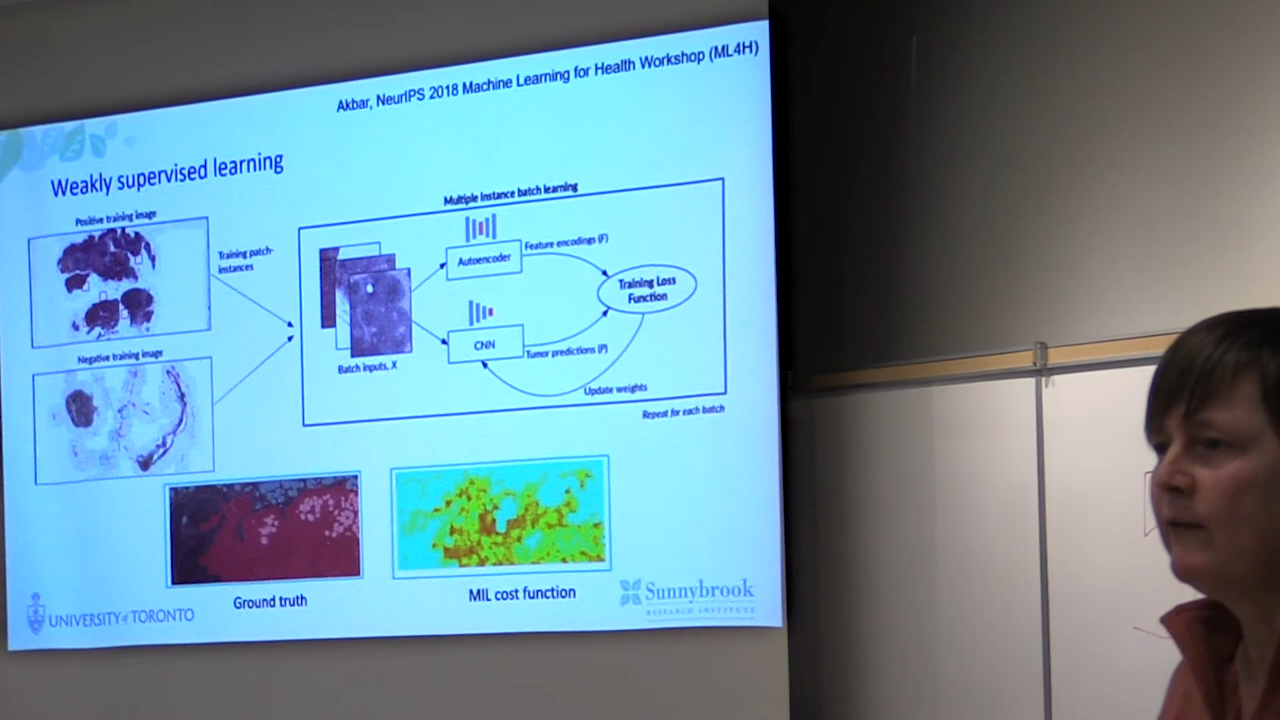 Akbar, NeurIPS 2018 Machine Learning for Health Workshop (ML4H)
Weakly supervised learning
Positive training image
Training patch-
instances
Negative training image
Multiple instance batch learning
Batch inputs, X
Autoencoder
Feature encodings (F)
CNN
Tumor predictions (P)
Training Loss
Function
Update weights
Repeat for each batch
Ground truth
MIL cost function
UNIVERSITY of TORONTO
Sunnybrook
RESEARCH INSTITUTE